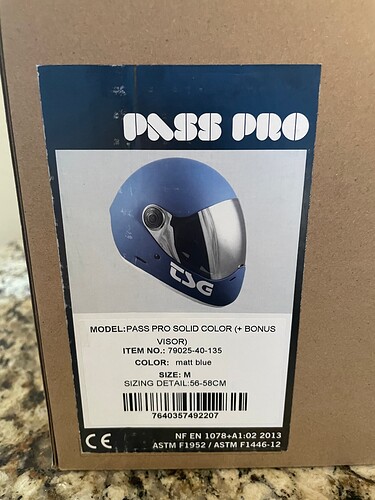 PASS PRO
TSG
MODEL:PASS PRO SOLID COLOR (+ BONUS
VISOR)
ITEM NO.: 79025-40-135
COLOR: matt blue
SIZE: M
SIZING DETAIL:56-58CM
7640357492207
CE NF EN 1078+A1:02 2013
ASTM F1952 / ASTM F1446-12